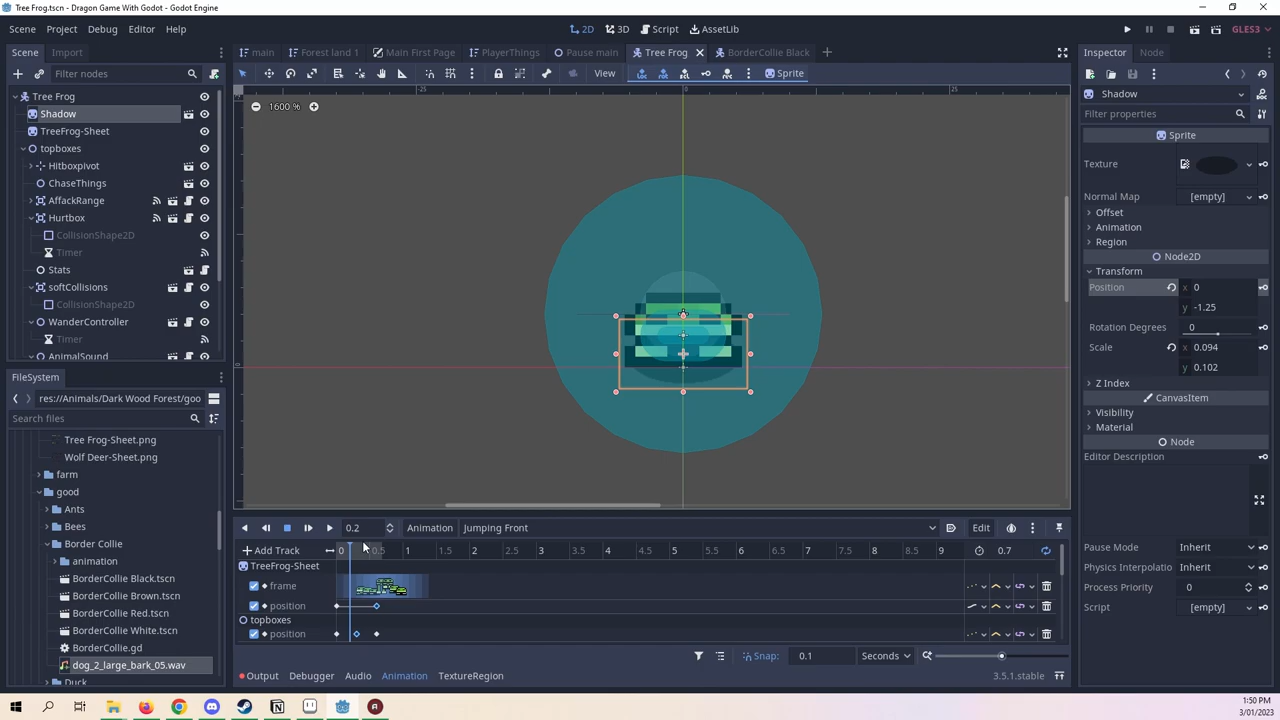 Tree Frog.tscn - Dragon Game With Godot - Godot Engine
Scene Project Debug Editor Help
2D 3D Script AssetLib
GLES3
Scene Import
main Forest land 1 Main First Page PlayerThings Pause main Tree Frog BorderCollie Black
Inspector Node
Filter nodes
View Sprite
Tree Frog
Shadow
TreeFrog-Sheet
topboxes
Hitboxpivot
ChaseThings
AffackRange
Hurtbox
CollisionShape2D
Timer
Stats
softCollisions
CollisionShape2D
WanderController
Timer
AnimalSound
-25 0 25
1600 %
0
Shadow
Filter properties
Sprite
Texture
Normal Map [empty]
Offset
Animation
Region
Node2D
Transform
Position x 0
y -1.25
Rotation Degrees 0
Scale x 0.094
y 0.102
Z Index
CanvasItem
Visibility
Material
Node
Editor Description
Pause Mode Inherit
Physics Interpolatio Inherit
Process Priority 0
Script [empty]
FileSystem
res://Animals/Dark Wood Forest/goo
Search files
Tree Frog-Sheet.png
Wolf Deer-Sheet.png
farm
good
Ants
Bees
Border Collie
animation
BorderCollie Black.tscn
BorderCollie Brown.tscn
BorderCollie Red.tscn
BorderCollie White.tscn
BorderCollie.gd
dog_2_large_bark_05.wav
Duck
0.2 Animation Jumping Front Edit
Add Track 0 0.5 1 1.5 2 2.5 3 3.5 4 4.5 5 5.5 6 6.5 7 7.5 8 8.5 9 0.7
TreeFrog-Sheet
frame
position
topboxes
position
Snap: 0.1 Seconds
Output Debugger Audio Animation TextureRegion 3.5.1.stable
1:50 PM
3/01/2023